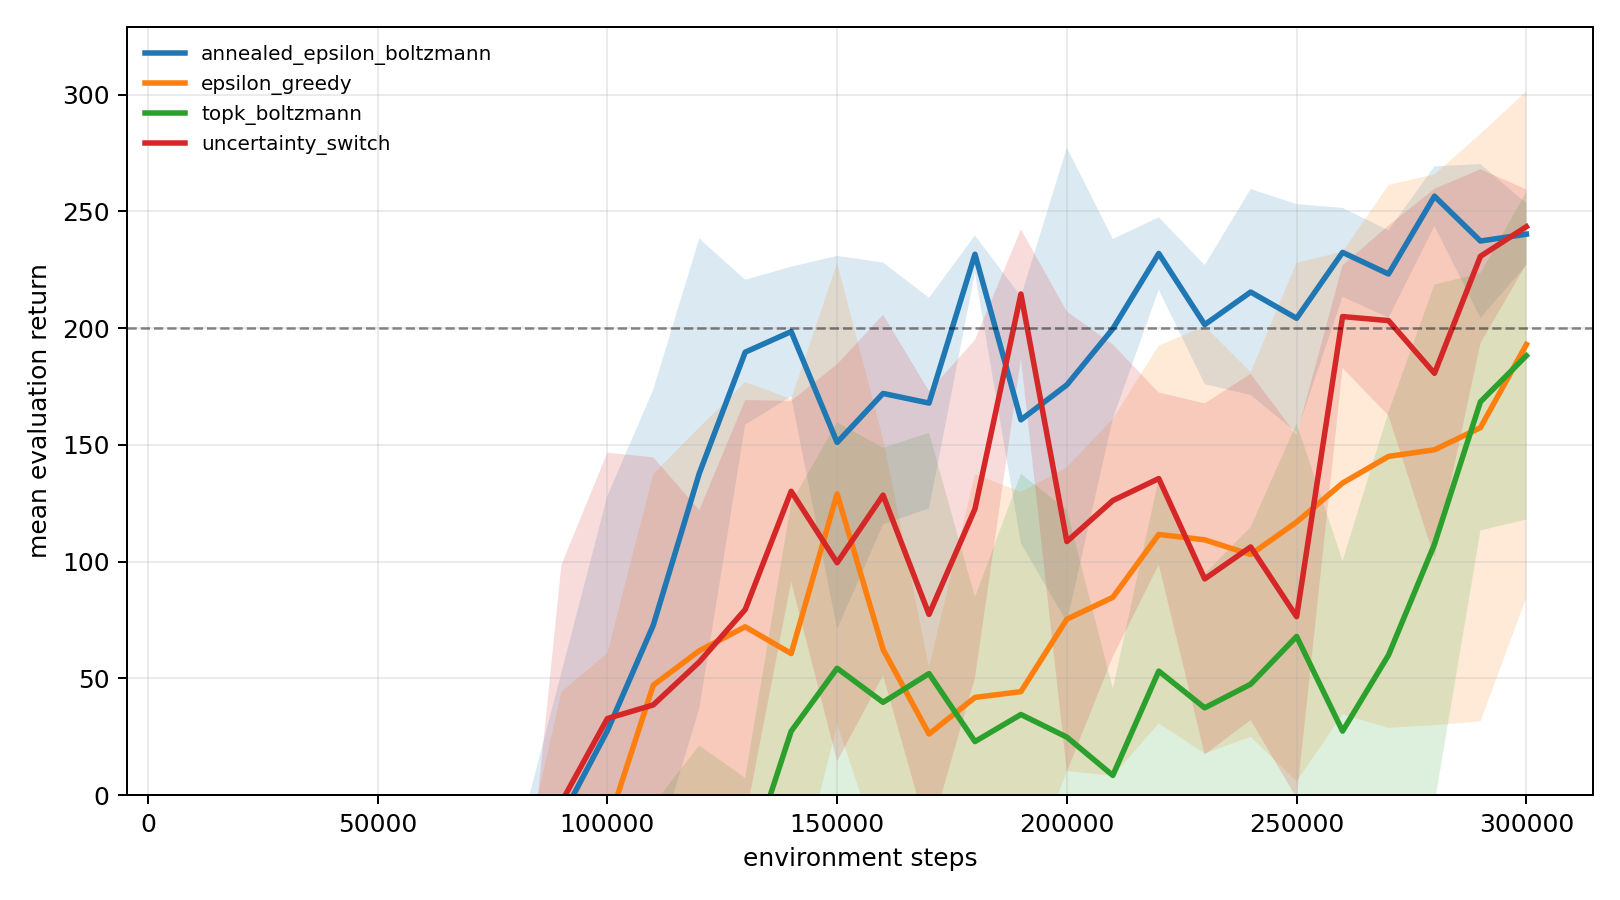 annealed_epsilon_boltzmann
epsilon_greedy
topk_boltzmann
uncertainty_switch
mean evaluation return
300
250
200
150
100
50
0
0 50000 100000 150000 200000 250000 300000
environment steps